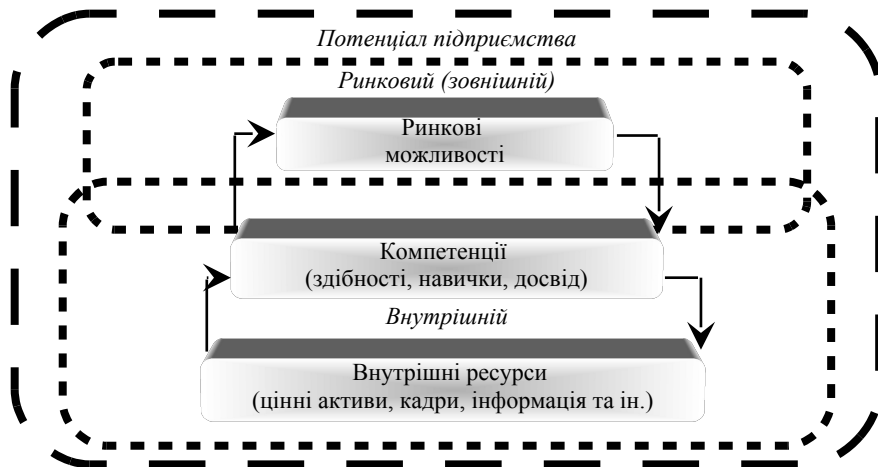 Потенціал підприємства
Ринковий (зовнішній)
Ринкові
можливості
Компетенції
(здібності, навички, досвід)
Внутрішній
Внутрішні ресурси
(цінні активи, кадри, інформація та ін.)